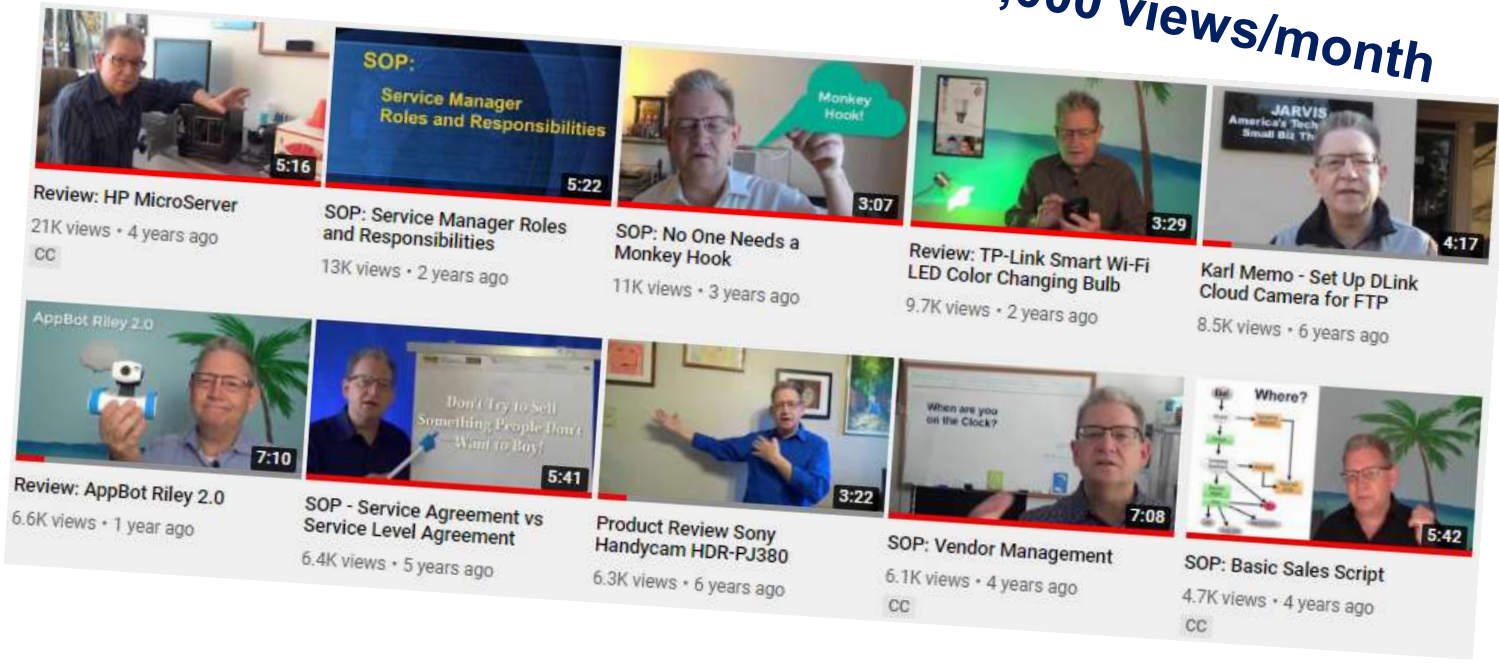 ,000 views/month
SOP:
Service Manager
Roles and Responsibilities
Monkey
Hook!
JARVIS
America's Tech
Small Biz Th
5:16
5:22
3:07
3:29
4:17
Review: HP MicroServer
21K views • 4 years ago
CC
SOP: Service Manager Roles
and Responsibilities
13K views • 2 years ago
SOP: No One Needs a
Monkey Hook
11K views • 3 years ago
Review: TP-Link Smart Wi-Fi
LED Color Changing Bulb
9.7K views • 2 years ago
Karl Memo - Set Up DLink
Cloud Camera for FTP
8.5K views • 6 years ago
AppBot Riley 2.0
Don't Try to Sell
Something People Don't
Want to Buy!
When are you
on the Clock?
Where?
7:10
5:41
3:22
7:08
5:42
Review: AppBot Riley 2.0
6.6K views • 1 year ago
SOP - Service Agreement vs
Service Level Agreement
6.4K views • 5 years ago
Product Review Sony
Handycam HDR-PJ380
6.3K views • 6 years ago
SOP: Vendor Management
6.1K views • 4 years ago
CC
SOP: Basic Sales Script
4.7K views • 4 years ago
CC